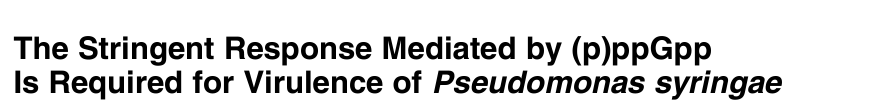 The Stringent Response Mediated by (p)ppGpp
Is Required for Virulence of Pseudomonas syringae